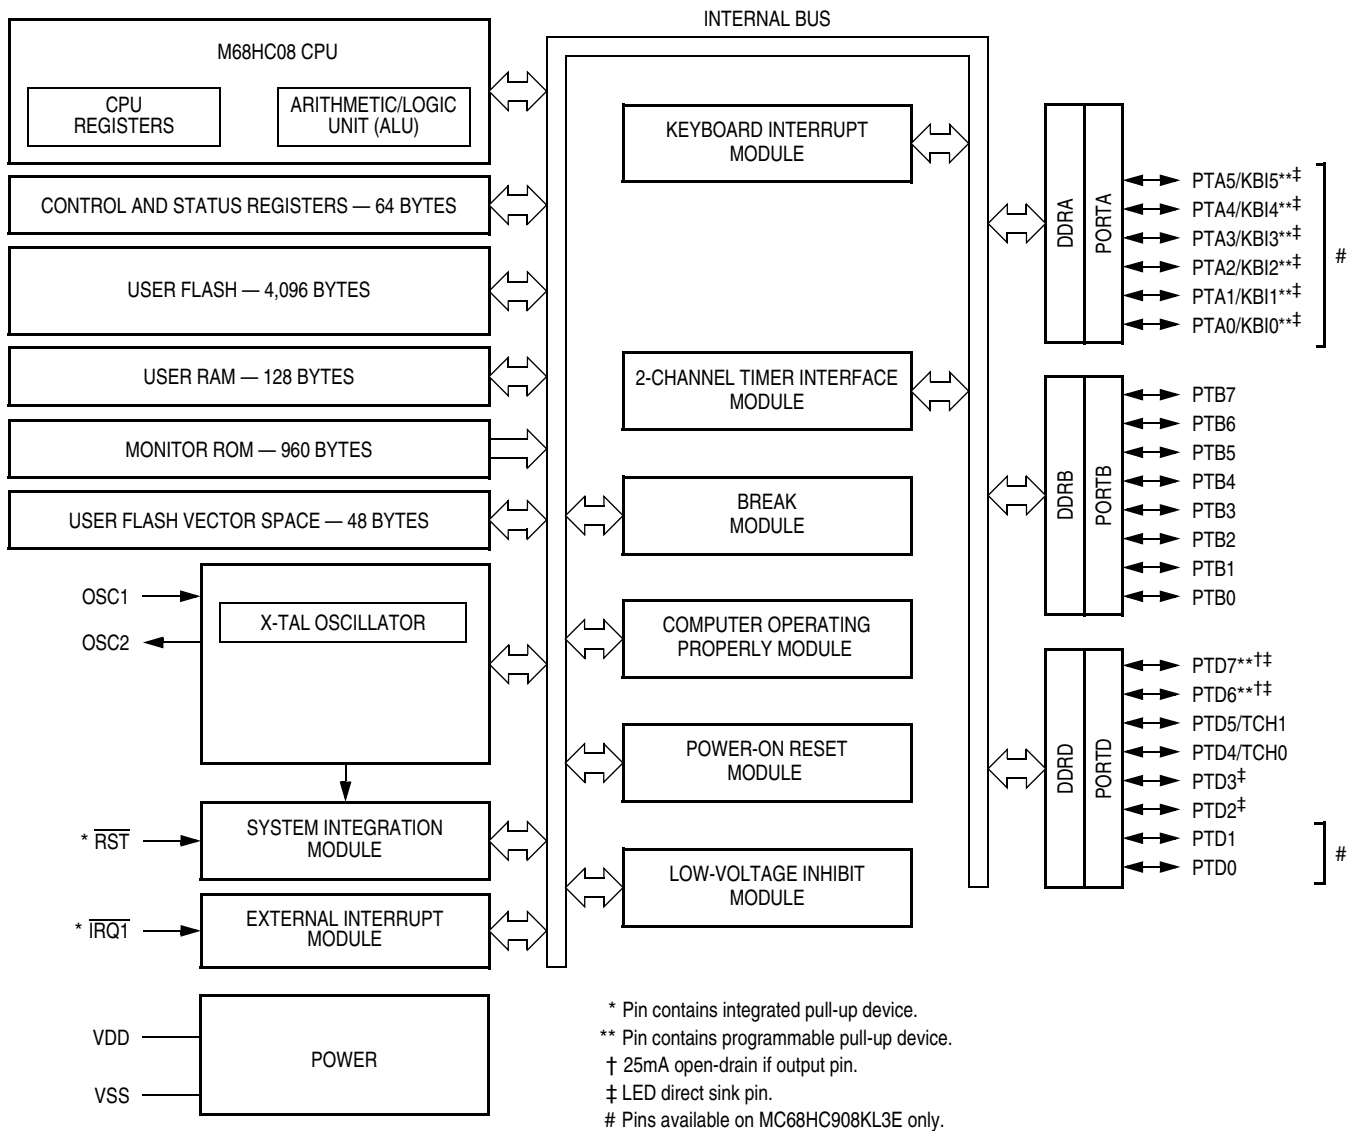 INTERNAL BUS
M68HC08 CPU
CPU
REGISTERS
ARITHMETIC/LOGIC
UNIT (ALU)
CONTROL AND STATUS REGISTERS — 64 BYTES
USER FLASH — 4,096 BYTES
USER RAM — 128 BYTES
MONITOR ROM — 960 BYTES
USER FLASH VECTOR SPACE — 48 BYTES
OSC1
OSC2
X-TAL OSCILLATOR
* RST
SYSTEM INTEGRATION
MODULE
* IRQ1
EXTERNAL INTERRUPT
MODULE
VDD
VSS
POWER
KEYBOARD INTERRUPT
MODULE
2-CHANNEL TIMER INTERFACE
MODULE
BREAK
MODULE
COMPUTER OPERATING
PROPERLY MODULE
POWER-ON RESET
MODULE
LOW-VOLTAGE INHIBIT
MODULE
DDRA
PORTA
PTA5/KBI5**‡
PTA4/KBI4**‡
PTA3/KBI3**‡
PTA2/KBI2**‡
PTA1/KBI1**‡
PTA0/KBI0**‡
#
DDRB
PORTB
PTB7
PTB6
PTB5
PTB4
PTB3
PTB2
PTB1
PTB0
DDRD
PORTD
PTD7**†‡
PTD6**†‡
PTD5/TCH1
PTD4/TCH0
PTD3‡
PTD2‡
PTD1
PTD0
#
* Pin contains integrated pull-up device.
** Pin contains programmable pull-up device.
† 25mA open-drain if output pin.
‡ LED direct sink pin.
# Pins available on MC68HC908KL3E only.